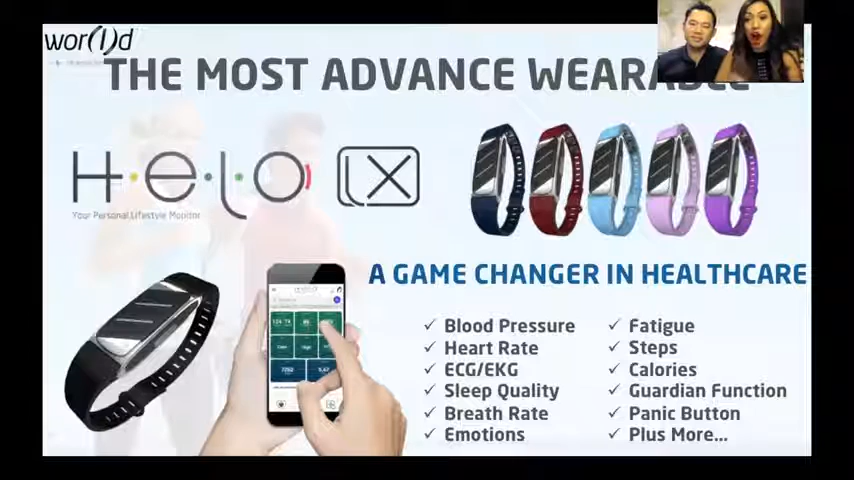 wor(l)d
THE MOST ADVANCE WEARABLE
Helo LX
Your Personal Lifestyle Monitor
A GAME CHANGER IN HEALTHCARE
✓ Blood Pressure
✓ Heart Rate
✓ ECG/EKG
✓ Sleep Quality
✓ Breath Rate
✓ Emotions
✓ Fatigue
✓ Steps
✓ Calories
✓ Guardian Function
✓ Panic Button
✓ Plus More...